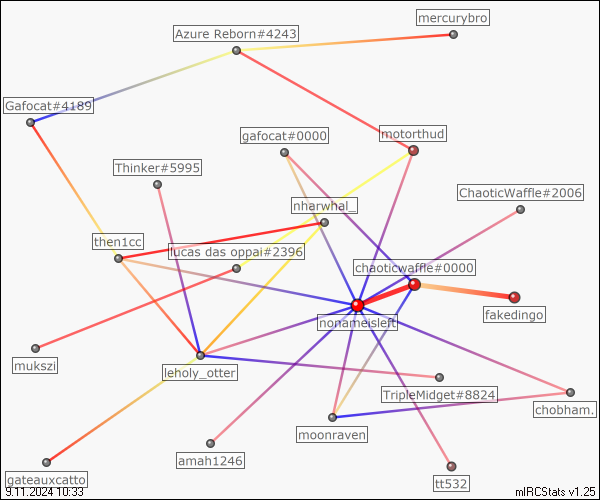 mercurybro
Azure Reborn#4243
Gafocat#4189
gafocat#0000
motorthud
Thinker#5995
ChaoticWaffle#2006
nharwhal_
then1cc
lucas das oppai#2396
chaoticwaffle#0000
nonameisleft
fakedingo
mukszi
leholy_otter
TripleMidget#8824
chobham.
moonraven
amah1246
gateauxcatto
tt532
9.11.2024 10:33
mIRCStats v1.25